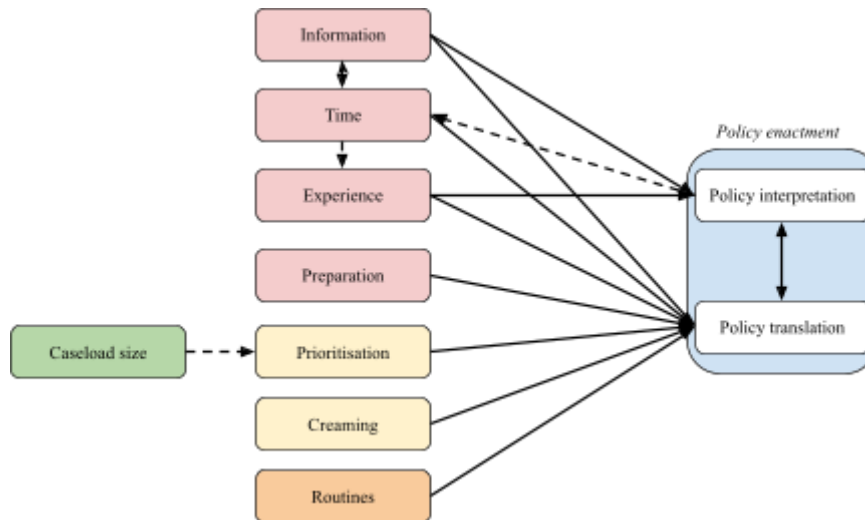 Information
Time
Policy enactment
Experience
Policy interpretation
Preparation
Policy translation
Caseload size
Prioritisation
Creaming
Routines